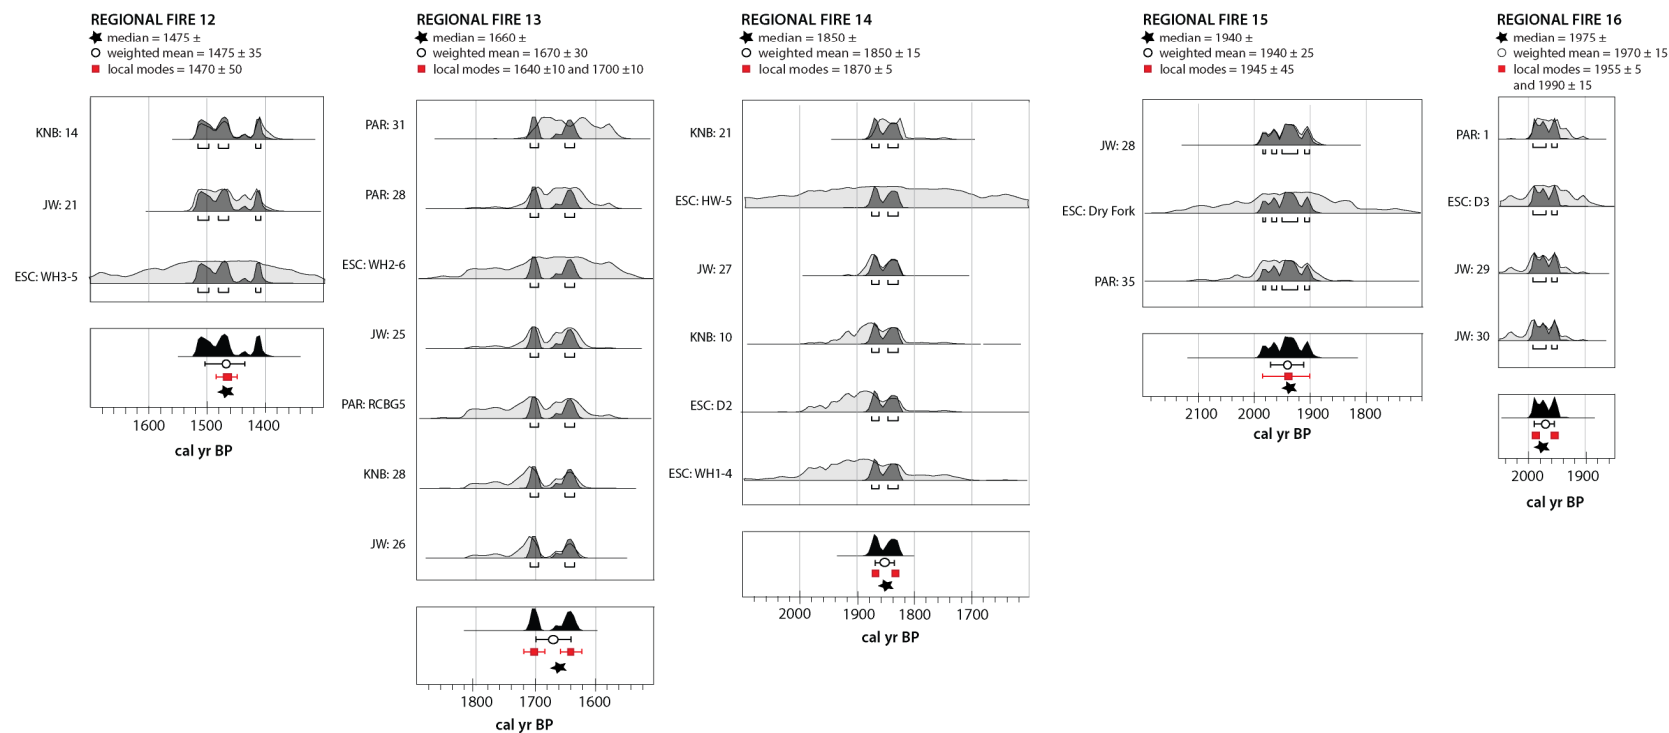 REGIONAL FIRE 12
median = 1475 ±
weighted mean = 1475 ± 35
local modes = 1470 ± 50
KNB: 14
JW: 21
ESC: WH3-5
1600 1500 1400
cal yr BP
REGIONAL FIRE 13
median = 1660 ±
weighted mean = 1670 ± 30
local modes = 1640 ±10 and 1700 ±10
PAR: 31
PAR: 28
ESC: WH2-6
JW: 25
PAR: RCBG5
KNB: 28
JW: 26
1800 1700 1600
cal yr BP
REGIONAL FIRE 14
median = 1850 ±
weighted mean = 1850 ± 15
local modes = 1870 ± 5
KNB: 21
ESC: HW-5
JW: 27
KNB: 10
ESC: D2
ESC: WH1-4
2000 1900 1800 1700
cal yr BP
REGIONAL FIRE 15
median = 1940 ±
weighted mean = 1940 ± 25
local modes = 1945 ± 45
JW: 28
ESC: Dry Fork
PAR: 35
2100 2000 1900 1800
cal yr BP
REGIONAL FIRE 16
median = 1975 ±
weighted mean = 1970 ± 15
local modes = 1955 ± 5
and 1990 ± 15
PAR: 1
ESC: D3
JW: 29
JW: 30
2000 1900
cal yr BP